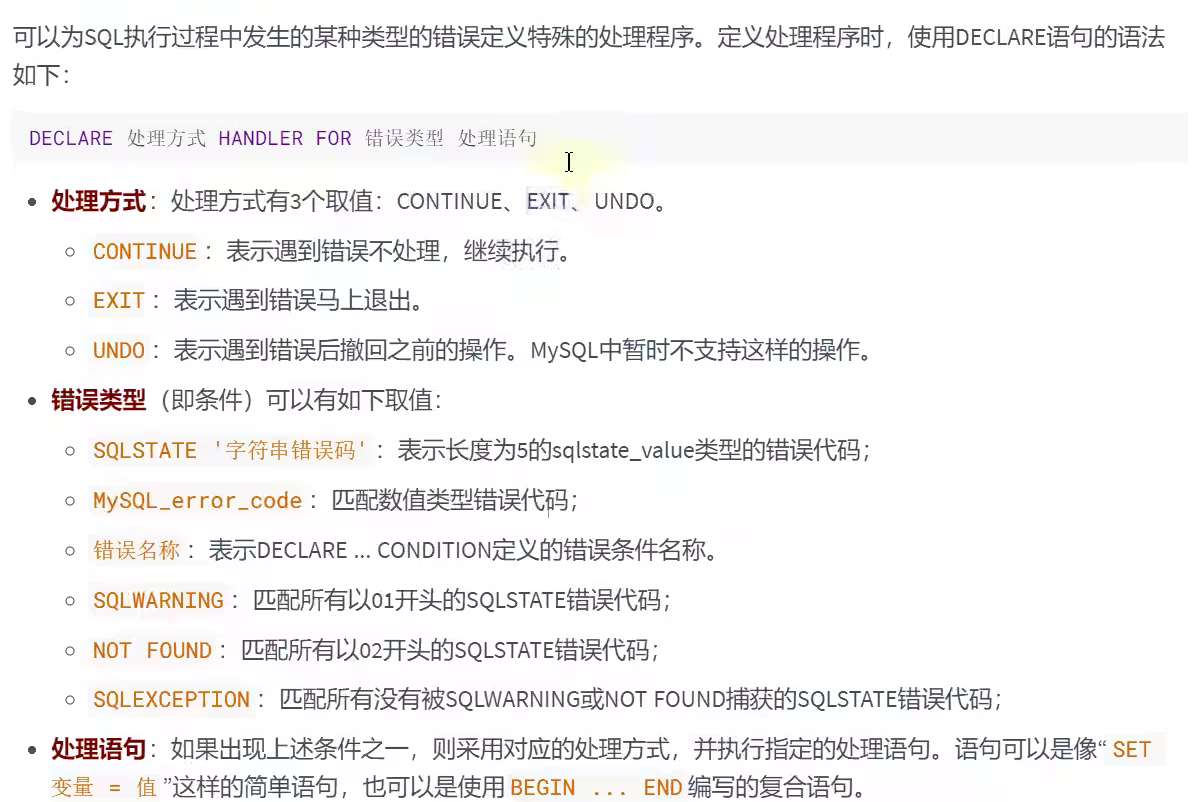 可以为SQL执行过程中发生的某种类型的错误定义特殊的处理程序。定义处理程序时，使用DECLARE语句的语法
如下：
DECLARE 处理方式 HANDLER FOR 错误类型 处理语句
• 处理方式：处理方式有3个取值：CONTINUE、EXIT、UNDO。
○ CONTINUE ：表示遇到错误不处理，继续执行。
○ EXIT ：表示遇到错误马上退出。
○ UNDO ：表示遇到错误后撤回之前的操作。MySQL中暂时不支持这样的操作。
• 错误类型（即条件）可以有如下取值：
○ SQLSTATE '字符串错误码' ：表示长度为5的sqlstate_value类型的错误代码；
○ MySQL_error_code ：匹配数值类型错误代码；
○ 错误名称 ：表示DECLARE ... CONDITION定义的错误条件名称。
○ SQLWARNING ：匹配所有以01开头的SQLSTATE错误代码；
○ NOT FOUND ：匹配所有以02开头的SQLSTATE错误代码；
○ SQLEXCEPTION ：匹配所有没有被SQLWARNING或NOT FOUND捕获的SQLSTATE错误代码；
• 处理语句：如果出现上述条件之一，则采用对应的处理方式，并执行指定的处理语句。语句可以是像“ SET
变量 = 值 ”这样的简单语句，也可以是使用 BEGIN ... END 编写的复合语句。